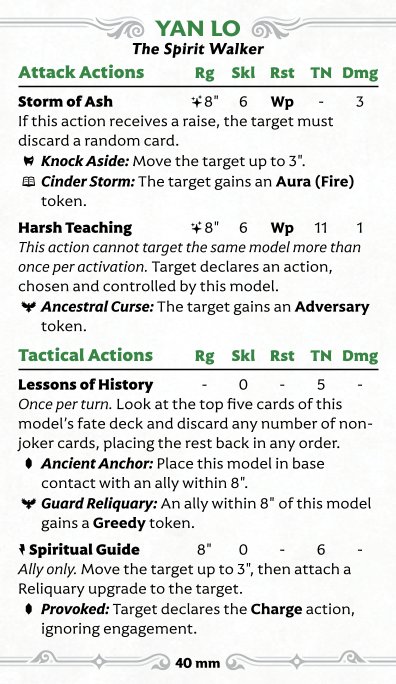 YAN LO
The Spirit Walker
Attack Actions Rg Skl Rst TN Dmg
Storm of Ash 8" 6 Wp - 3
If this action receives a raise, the target must
discard a random card.
Knock Aside: Move the target up to 3".
Cinder Storm: The target gains an Aura (Fire)
token.
Harsh Teaching 8" 6 Wp 11 1
This action cannot target the same model more than
once per activation. Target declares an action,
chosen and controlled by this model.
Ancestral Curse: The target gains an Adversary
token.
Tactical Actions Rg Skl Rst TN Dmg
Lessons of History - 0 - 5 -
Once per turn. Look at the top five cards of this
model's fate deck and discard any number of non-
joker cards, placing the rest back in any order.
Ancient Anchor: Place this model in base
contact with an ally within 8".
Guard Reliquary: An ally within 8" of this model
gains a Greedy token.
Spiritual Guide 8" 0 - 6 -
Ally only. Move the target up to 3", then attach a
Reliquary upgrade to the target.
Provoked: Target declares the Charge action,
ignoring engagement.
40 mm